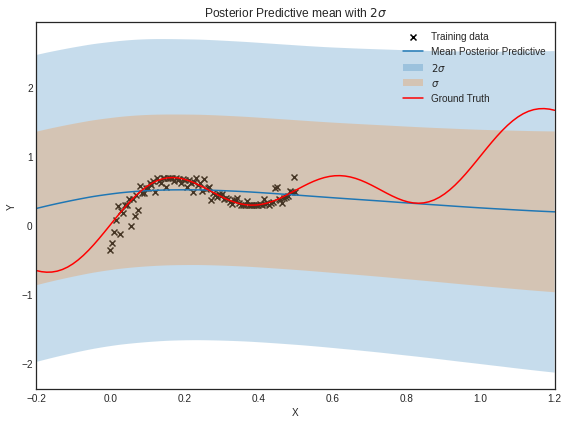 Posterior Predictive mean with 2σ
Training data
Mean Posterior Predictive
2σ
σ
Ground Truth
Y
2
1
0
−1
−2
−0.2 0.0 0.2 0.4 0.6 0.8 1.0 1.2
X